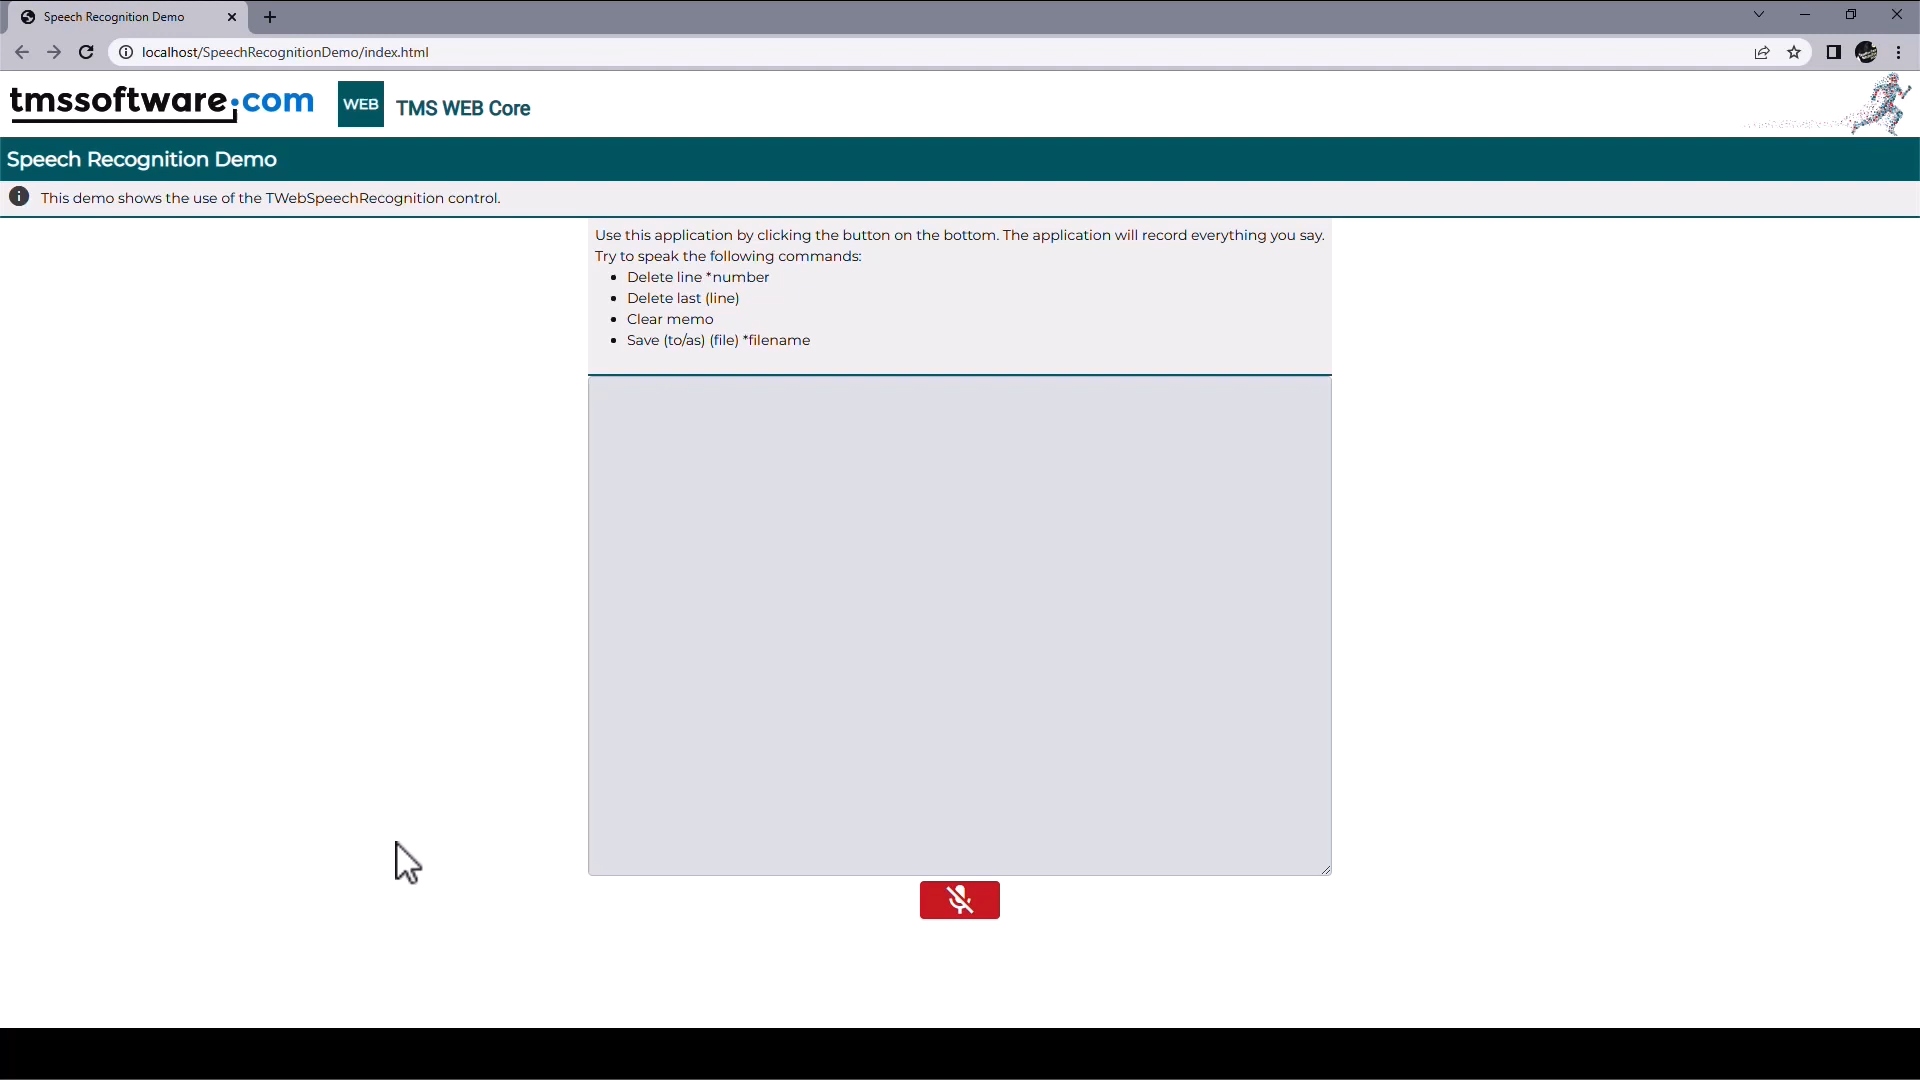 Speech Recognition Demo
localhost/SpeechRecognitionDemo/index.html
tmssoftware.com
WEB
TMS WEB Core
Speech Recognition Demo
This demo shows the use of the TWebSpeechRecognition control.
Use this application by clicking the button on the bottom. The application will record everything you say.
Try to speak the following commands:
• Delete line *number
• Delete last (line)
• Clear memo
• Save (to/as) (file) *filename